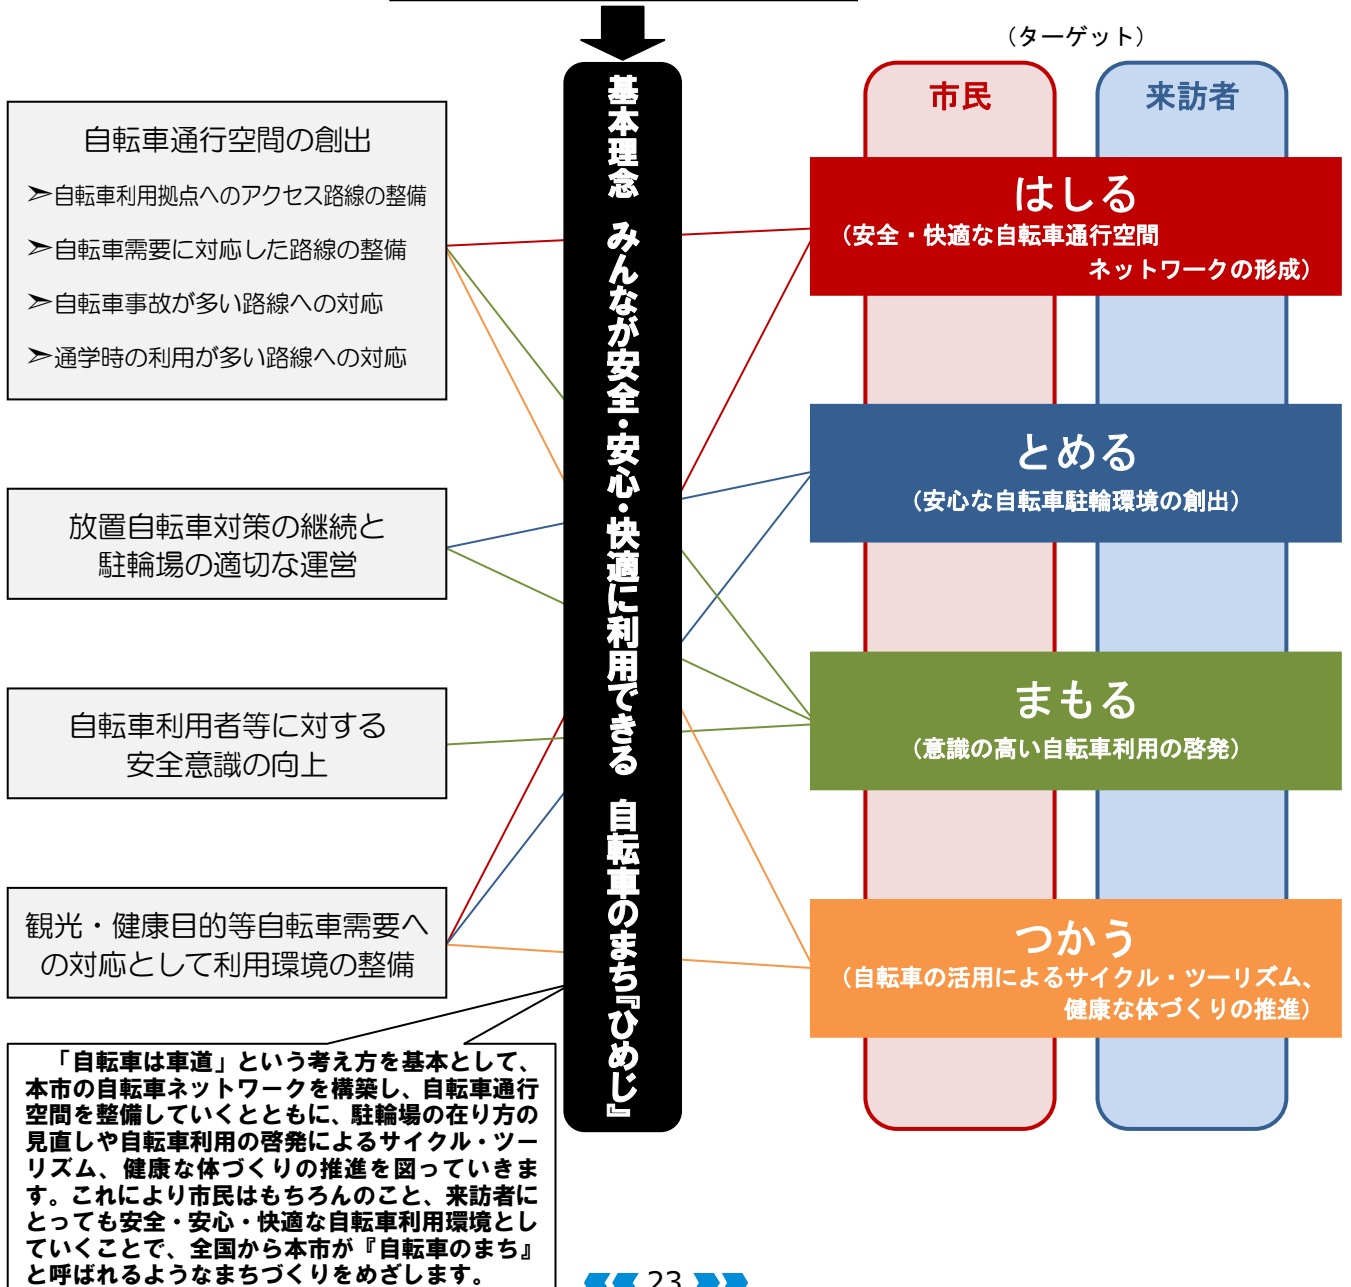 （ターゲット）
市民
来訪者
自転車通行空間の創出
➣自転車利用拠点へのアクセス路線の整備
➣自転車需要に対応した路線の整備
➣自転車事故が多い路線への対応
➣通学時の利用が多い路線への対応
放置自転車対策の継続と
駐輪場の適切な運営
自転車利用者等に対する
安全意識の向上
観光・健康目的等自転車需要へ
の対応として利用環境の整備
基本理念　みんなが安全・安心・快適に利用できる　自転車のまち『ひめじ』
はしる
（安全・快適な自転車通行空間
ネットワークの形成）
とめる
（安心な自転車駐輪環境の創出）
まもる
（意識の高い自転車利用の啓発）
つかう
（自転車の活用によるサイクル・ツーリズム、
健康な体づくりの推進）
「自転車は車道」という考え方を基本として、
本市の自転車ネットワークを構築し、自転車通行
空間を整備していくとともに、駐輪場の在り方の
見直しや自転車利用の啓発によるサイクル・ツー
リズム、健康な体づくりの推進を図っていきま
す。これにより市民はもちろんのこと、来訪者に
とっても安全・安心・快適な自転車利用環境とし
ていくことで、全国から本市が『自転車のまち』
と呼ばれるようなまちづくりをめざします。
23